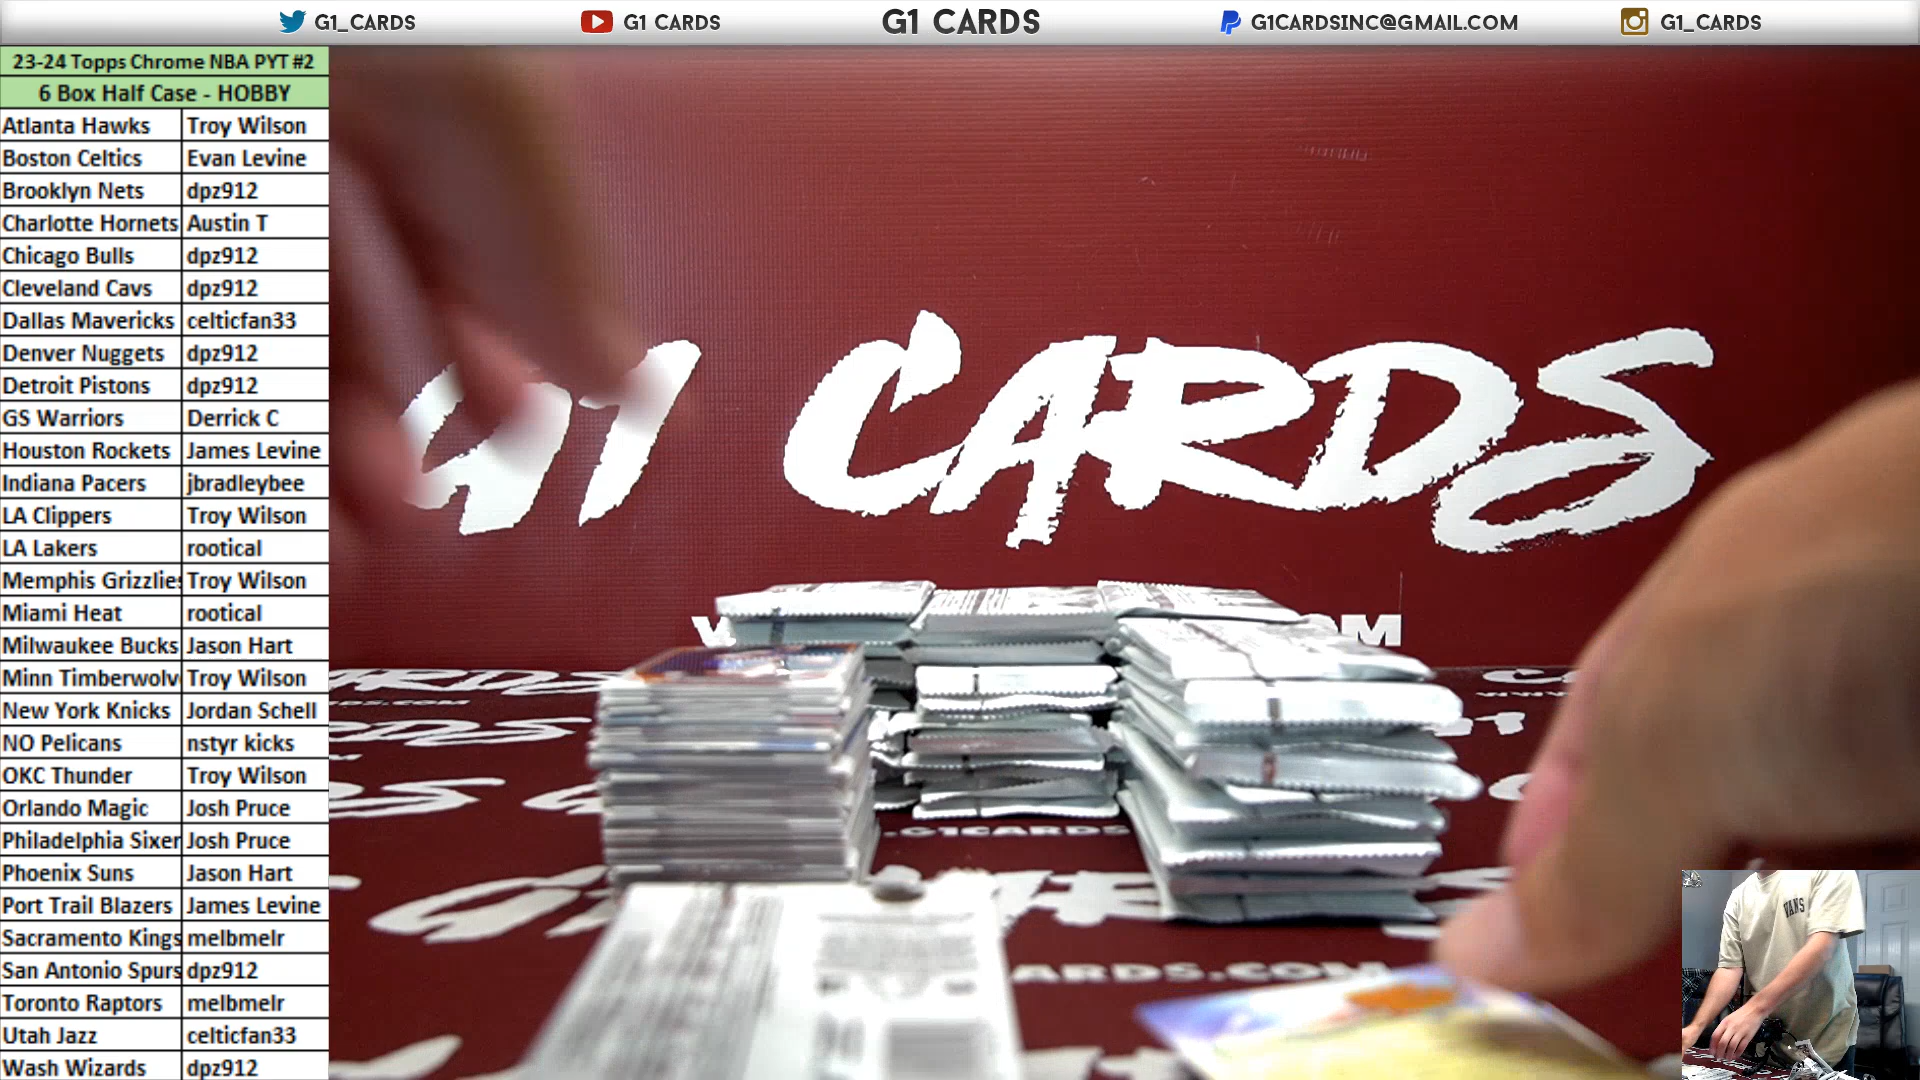 G1_CARDS
G1 CARDS
G1 CARDS
G1CARDSINC@GMAIL.COM
G1_CARDS
23-24 Topps Chrome NBA PYT #2
6 Box Half Case - HOBBY
Atlanta Hawks Troy Wilson
Boston Celtics Evan Levine
Brooklyn Nets dpz912
Charlotte Hornets Austin T
Chicago Bulls dpz912
Cleveland Cavs dpz912
Dallas Mavericks celticfan33
Denver Nuggets dpz912
Detroit Pistons dpz912
GS Warriors Derrick C
Houston Rockets James Levine
Indiana Pacers jbradleybee
LA Clippers Troy Wilson
LA Lakers rootical
Memphis Grizzlies Troy Wilson
Miami Heat rootical
Milwaukee Bucks Jason Hart
Minn Timberwolv Troy Wilson
New York Knicks Jordan Schell
NO Pelicans nstyr kicks
OKC Thunder Troy Wilson
Orlando Magic Josh Pruce
Philadelphia Sixer Josh Pruce
Phoenix Suns Jason Hart
Port Trail Blazers James Levine
Sacramento Kings melbmelr
San Antonio Spurs dpz912
Toronto Raptors melbmelr
Utah Jazz celticfan33
Wash Wizards dpz912
G1 CARDS
.G1CARDS
CARDS.COM
VANS